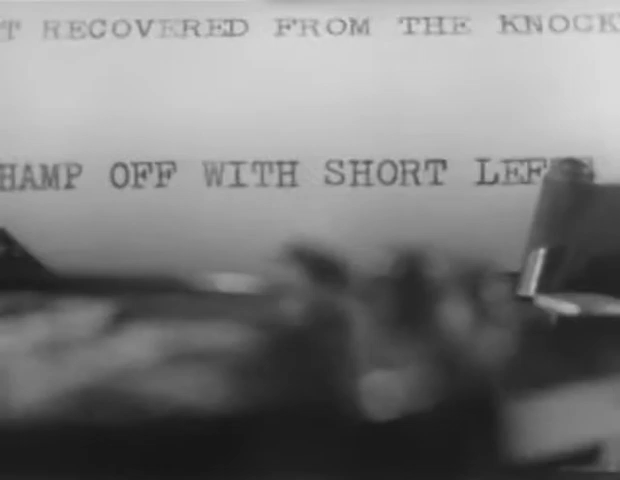 T RECOVERED FROM THE KNOCK
HAMP OFF WITH SHORT LEF